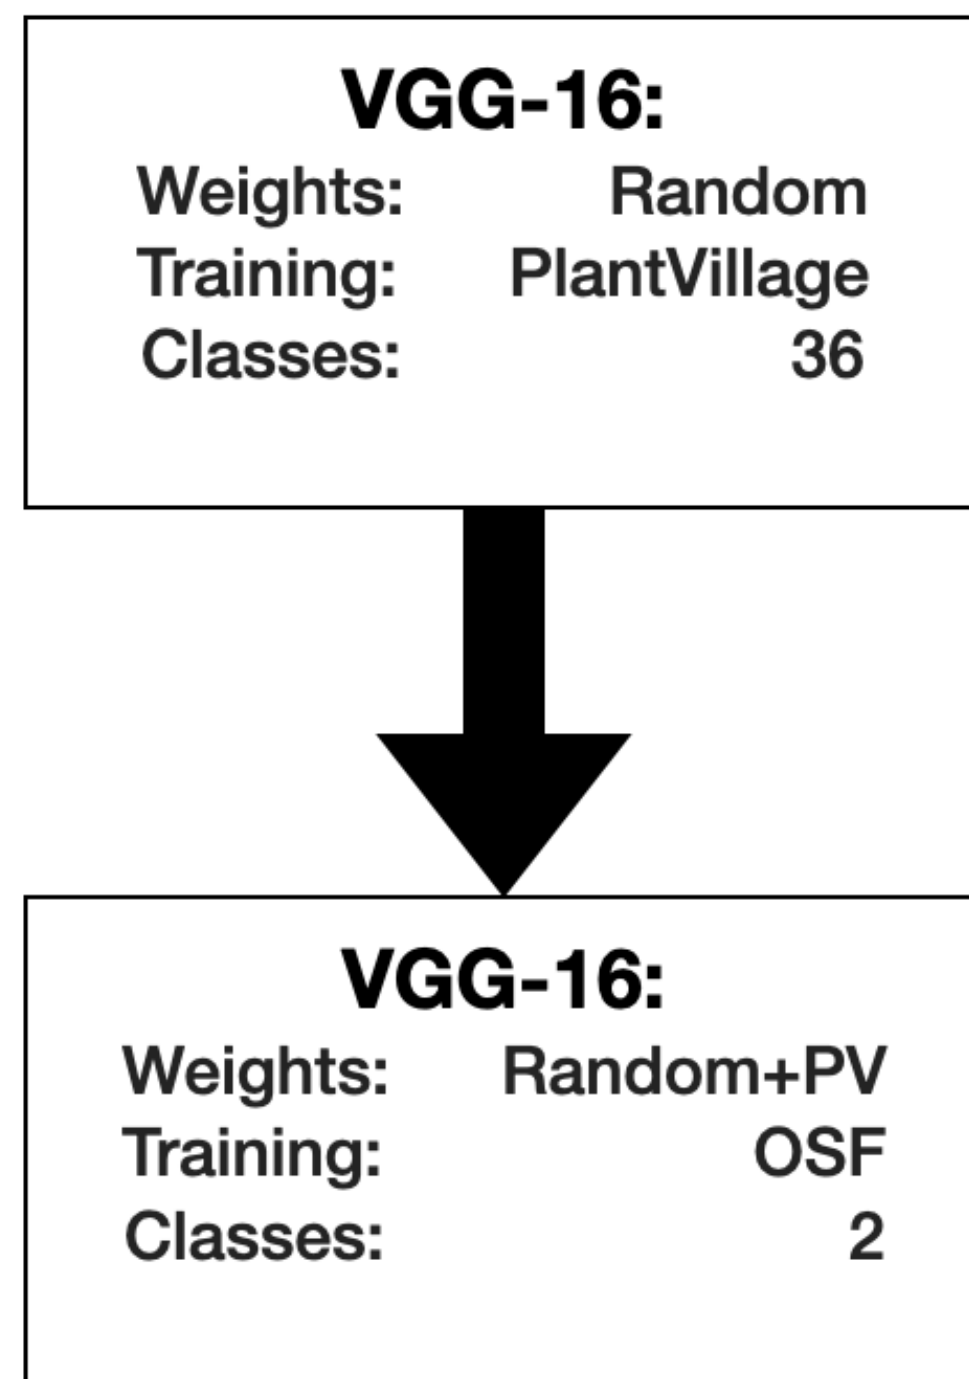 VGG-16:
Weights: Random
Training: PlantVillage
Classes: 36
VGG-16:
Weights: Random+PV
Training: OSF
Classes: 2